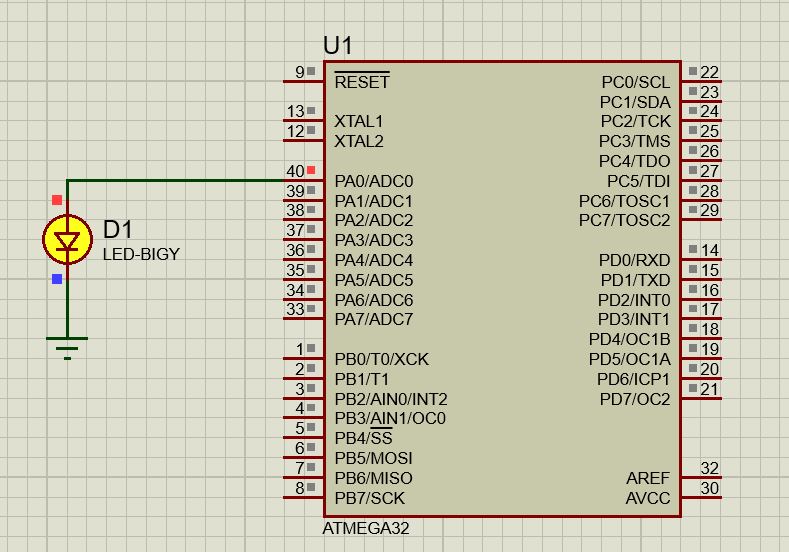 U1
9 RESET
13 XTAL1
12 XTAL2
40 PA0/ADC0
39 PA1/ADC1
38 PA2/ADC2
37 PA3/ADC3
36 PA4/ADC4
35 PA5/ADC5
34 PA6/ADC6
33 PA7/ADC7
1 PB0/T0/XCK
2 PB1/T1
3 PB2/AIN0/INT2
4 PB3/AIN1/OC0
5 PB4/SS
6 PB5/MOSI
7 PB6/MISO
8 PB7/SCK
PC0/SCL 22
PC1/SDA 23
PC2/TCK 24
PC3/TMS 25
PC4/TDO 26
PC5/TDI 27
PC6/TOSC1 28
PC7/TOSC2 29
PD0/RXD 14
PD1/TXD 15
PD2/INT0 16
PD3/INT1 17
PD4/OC1B 18
PD5/OC1A 19
PD6/ICP1 20
PD7/OC2 21
AREF 32
AVCC 30
ATMEGA32
D1
LED-BIGY